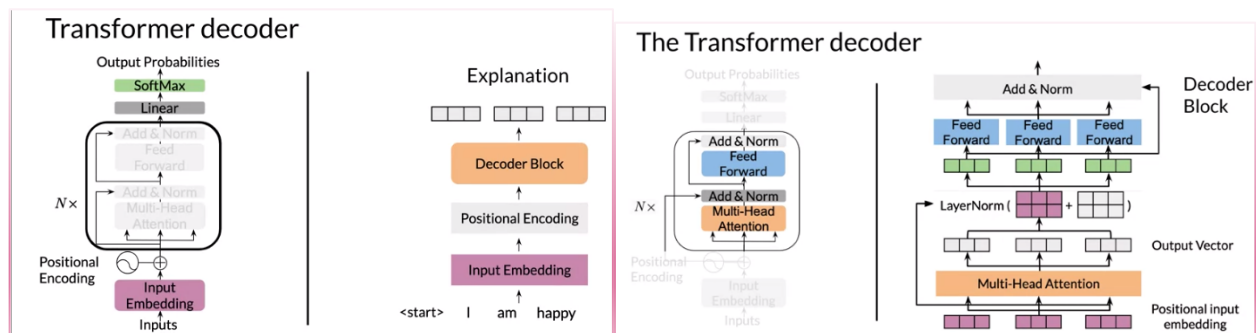 Transformer decoder
Output Probabilities
SoftMax
Linear
Add & Norm
Feed
Forward
Add & Norm
Multi-Head
Attention
N×
Positional
Encoding
Input
Embedding
Inputs
Explanation
Decoder Block
Positional Encoding
Input Embedding
<start> I am happy
The Transformer decoder
Output Probabilities
SoftMax
Linear
Add & Norm
Feed
Forward
Add & Norm
Multi-Head
Attention
N×
Positional
Encoding
Input
Embedding
Inputs
Decoder
Block
Add & Norm
Feed Feed Feed
Forward Forward Forward
LayerNorm ( + )
Output Vector
Multi-Head Attention
Positional input
embedding